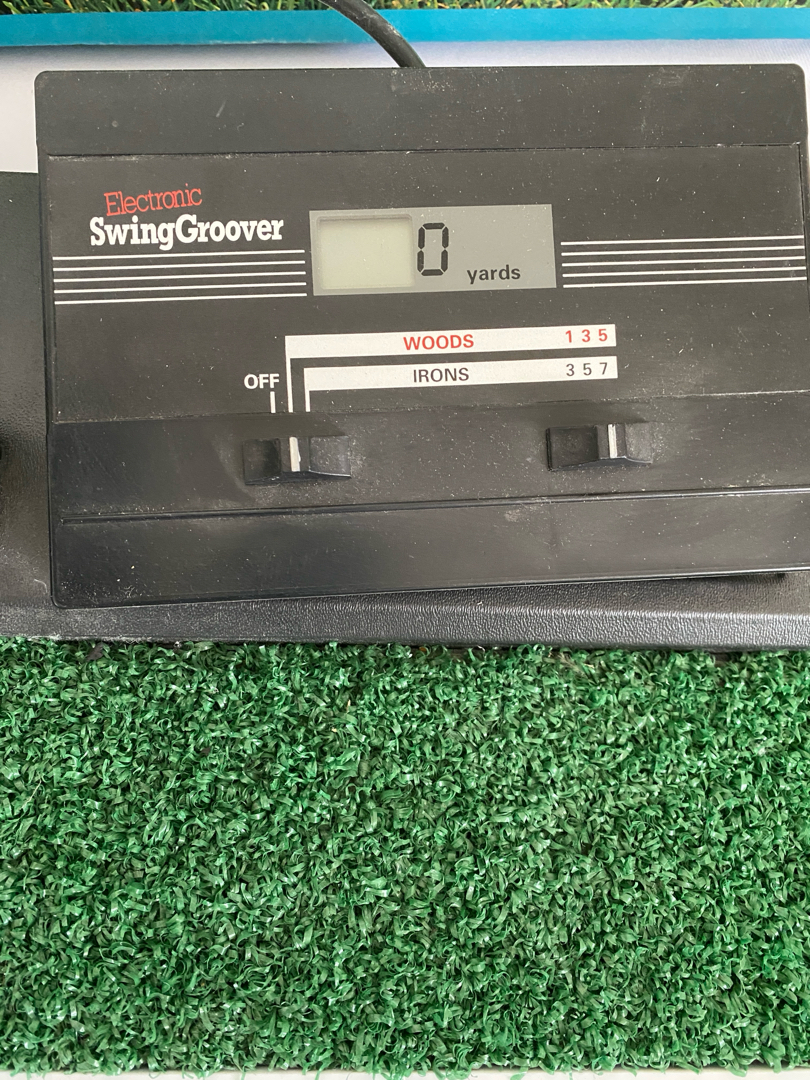 Electronic
SwingGroover
0 yards
WOODS 1 3 5
OFF
IRONS 3 5 7